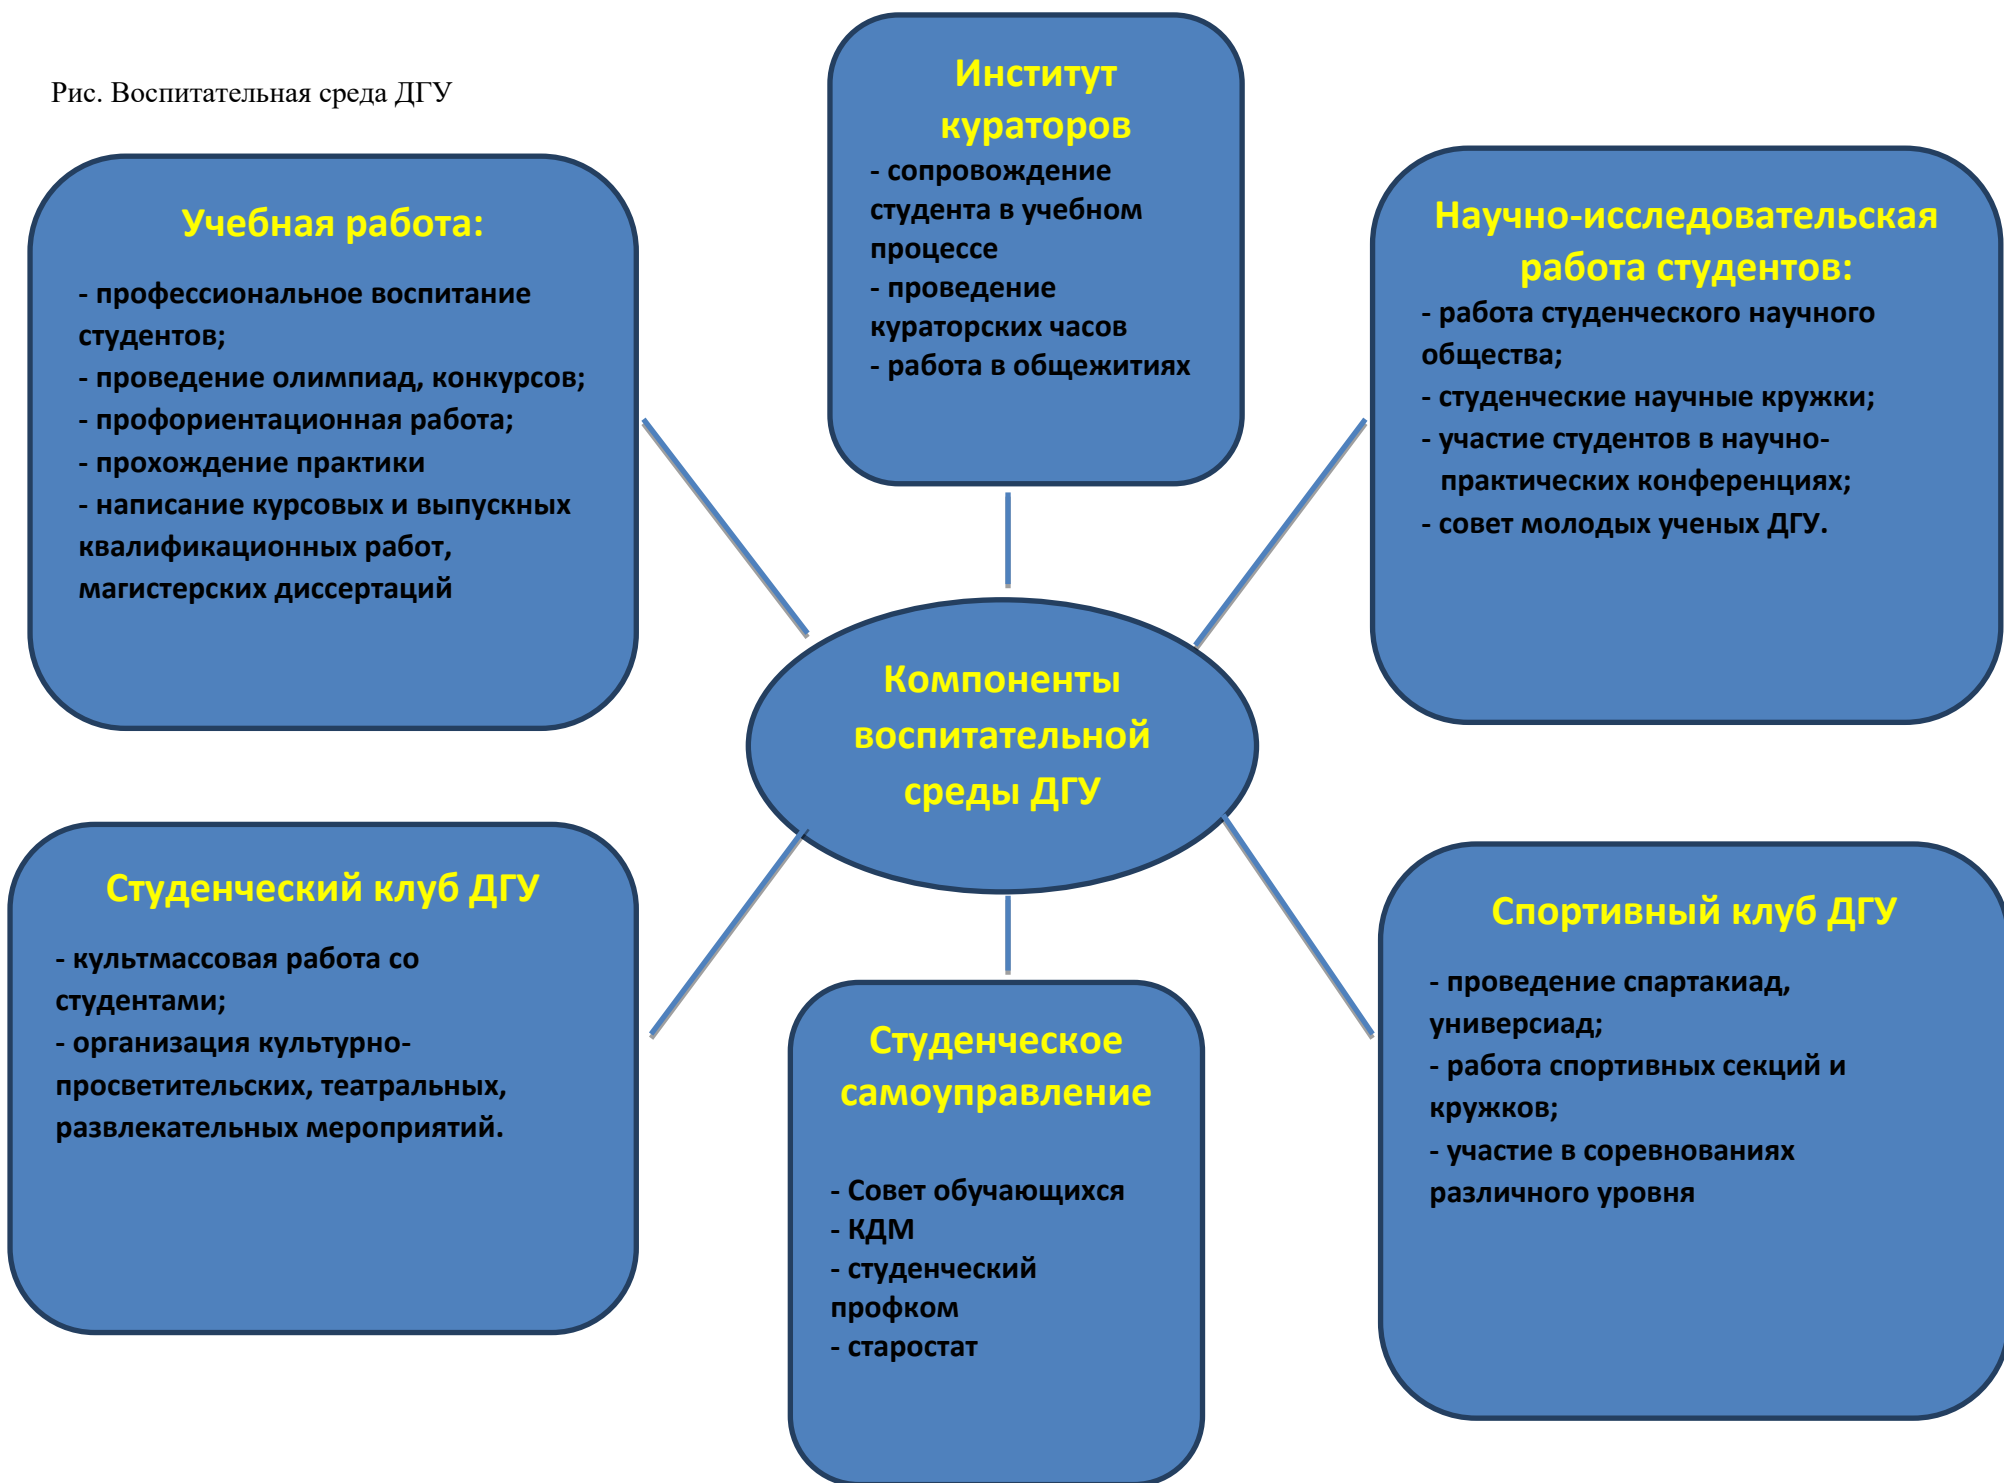 Рис. Воспитательная среда ДГУ
Институт
кураторов
- сопровождение
студента в учебном
процессе
- проведение
кураторских часов
- работа в общежитиях
Учебная работа:
- профессиональное воспитание
студентов;
- проведение олимпиад, конкурсов;
- профориентационная работа;
- прохождение практики
- написание курсовых и выпускных
квалификационных работ,
магистерских диссертаций
Научно-исследовательская
работа студентов:
- работа студенческого научного
общества;
- студенческие научные кружки;
- участие студентов в научно-
практических конференциях;
- совет молодых ученых ДГУ.
Компоненты
воспитательной
среды ДГУ
Студенческий клуб ДГУ
- культмассовая работа со
студентами;
- организация культурно-
просветительских, театральных,
развлекательных мероприятий.
Студенческое
самоуправление
- Совет обучающихся
- КДМ
- студенческий
профком
- старостат
Спортивный клуб ДГУ
- проведение спартакиад,
универсиад;
- работа спортивных секций и
кружков;
- участие в соревнованиях
различного уровня